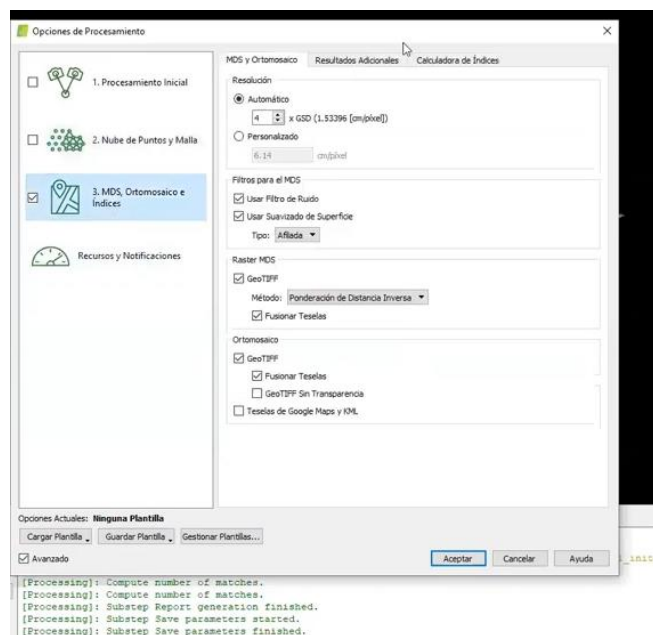 Opciones de Procesamiento
1. Procesamiento Inicial
2. Nube de Puntos y Malla
3. MDS, Ortomosaico e
Índices
Recursos y Notificaciones
MDS y Ortomosaico Resultados Adicionales Calculadora de Índices
Resolución
Automático
4 x GSD (1.53396 [cm/píxel])
Personalizado
6.14 cm/píxel
Filtros para el MDS
Usar Filtro de Ruido
Usar Suavizado de Superficie
Tipo: Afilada
Raster MDS
GeoTIFF
Método: Ponderación de Distancia Inversa
Fusionar Teselas
Ortomosaico
GeoTIFF
Fusionar Teselas
GeoTIFF Sin Transparencia
Teselas de Google Maps y KML
Opciones Actuales: Ninguna Plantilla
Cargar Plantilla Guardar Plantilla Gestionar Plantillas...
Avanzado Aceptar Cancelar Ayuda
[Processing]: Compute number of matches.
[Processing]: Compute number of matches.
[Processing]: Substep Report generation finished.
[Processing]: Substep Save parameters started.
[Processing]: Substep Save parameters finished.